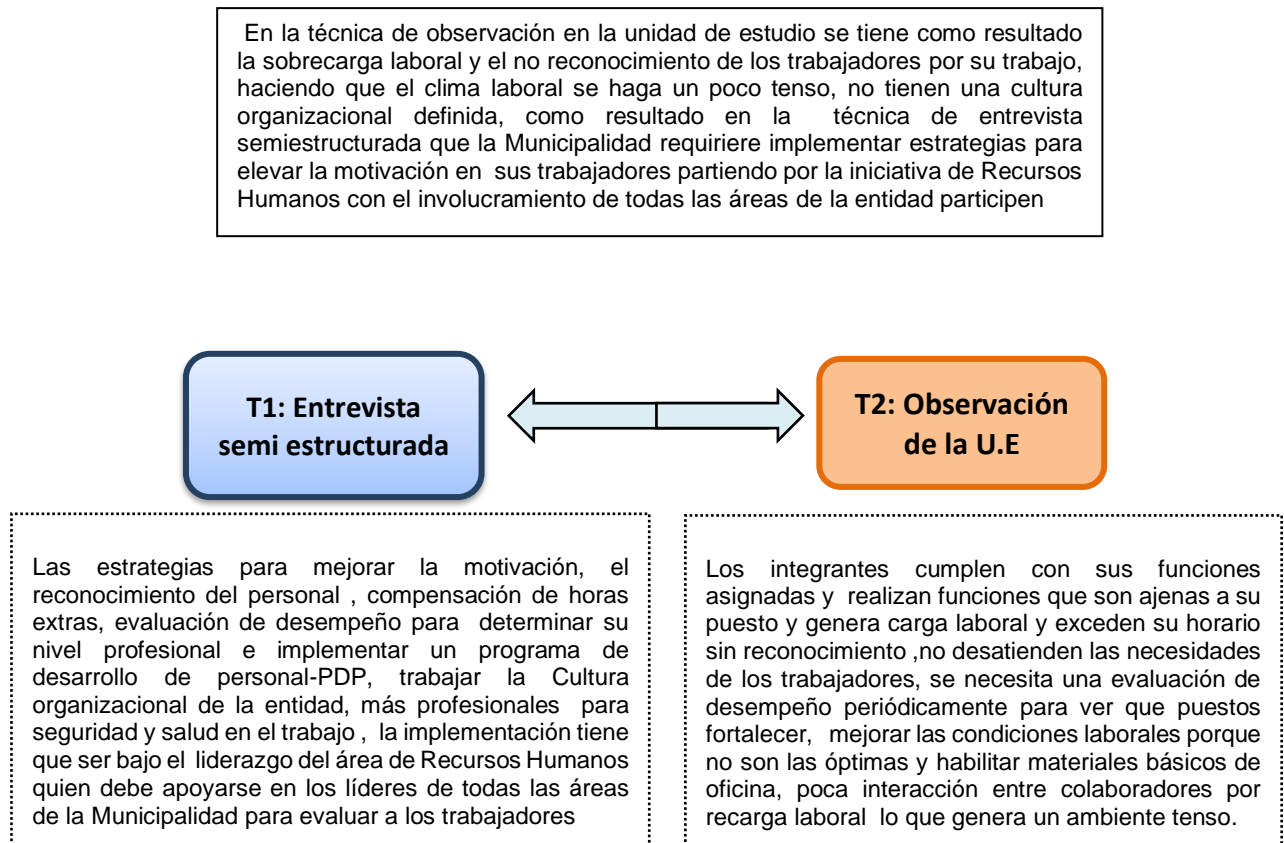 En la técnica de observación en la unidad de estudio se tiene como resultado
la sobrecarga laboral y el no reconocimiento de los trabajadores por su trabajo,
haciendo que el clima laboral se haga un poco tenso, no tienen una cultura
organizacional definida, como resultado en la técnica de entrevista
semiestructurada que la Municipalidad requiriere implementar estrategias para
elevar la motivación en sus trabajadores partiendo por la iniciativa de Recursos
Humanos con el involucramiento de todas las áreas de la entidad participen
T1: Entrevista
semi estructurada
T2: Observación
de la U.E
Las estrategias para mejorar la motivación, el
reconocimiento del personal , compensación de horas
extras, evaluación de desempeño para determinar su
nivel profesional e implementar un programa de
desarrollo de personal-PDP, trabajar la Cultura
organizacional de la entidad, más profesionales para
seguridad y salud en el trabajo , la implementación tiene
que ser bajo el liderazgo del área de Recursos Humanos
quien debe apoyarse en los líderes de todas las áreas
de la Municipalidad para evaluar a los trabajadores
Los integrantes cumplen con sus funciones
asignadas y realizan funciones que son ajenas a su
puesto y genera carga laboral y exceden su horario
sin reconocimiento ,no desatienden las necesidades
de los trabajadores, se necesita una evaluación de
desempeño periódicamente para ver que puestos
fortalecer, mejorar las condiciones laborales porque
no son las óptimas y habilitar materiales básicos de
oficina, poca interacción entre colaboradores por
recarga laboral lo que genera un ambiente tenso.